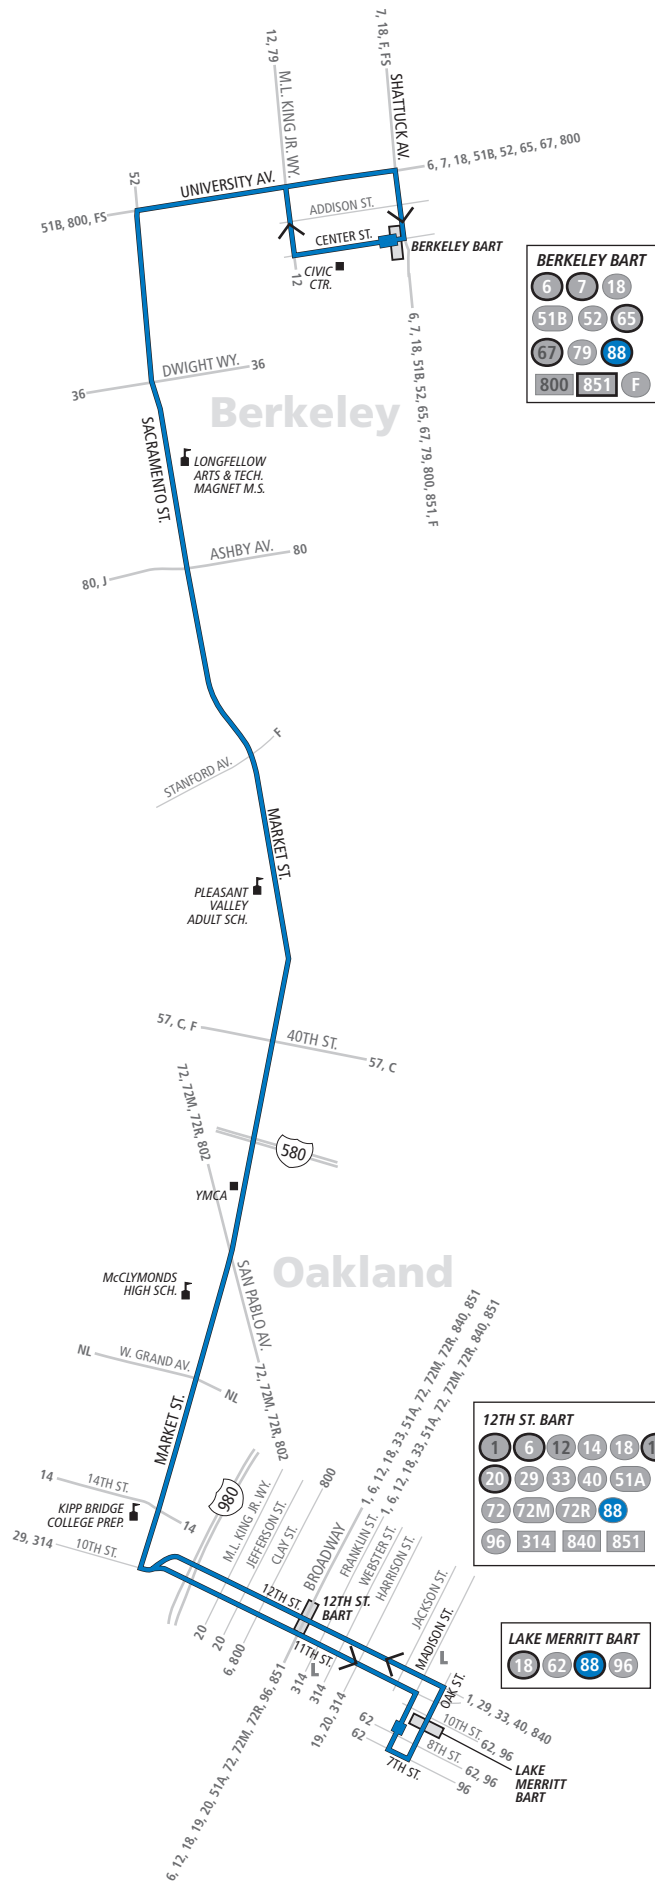 12, 79
M.L. KING JR. WY.
7, 18, F, FS
SHATTUCK AV.
6, 7, 18, 51B, 52, 65, 67, 800
52
UNIVERSITY AV.
51B, 800, FS
ADDISON ST.
CENTER ST.
BERKELEY BART
CIVIC
CTR.
12
6, 7, 18, 51B, 52, 65, 67, 79, 800, 851, F
BERKELEY BART
6 7 18
51B 52 65
67 79 88
800 851 F
DWIGHT WY.
36
36
Berkeley
SACRAMENTO ST.
LONGFELLOW
ARTS & TECH.
MAGNET M.S.
ASHBY AV.
80
80, J
F
STANFORD AV.
MARKET ST.
PLEASANT
VALLEY
ADULT SCH.
57, C, F
40TH ST.
57, C
72, 72M, 72R, 802
580
YMCA
Oakland
McCLYMONDS
HIGH SCH.
SAN PABLO AV.
72, 72M, 72R, 802
NL
W. GRAND AV.
NL
MARKET ST.
14
14TH ST.
14
KIPP BRIDGE
COLLEGE PREP.
29, 314
10TH ST.
980
M.L. KING JR. WY.
JEFFERSON ST.
CLAY ST.
800
BROADWAY
1, 6, 12, 18, 33, 51A, 72, 72M, 72R, 840, 851
FRANKLIN ST.
1, 6, 12, 18, 33, 51A, 72, 72M, 72R, 840, 851
WEBSTER ST.
HARRISON ST.
JACKSON ST.
MADISON ST.
L
OAK ST.
12TH ST.
12TH ST.
BART
11TH ST.
L
20
20
6, 800
6, 12, 18, 19, 20, 51A, 72, 72M, 72R, 96, 851
314
314
19, 20, 314
62
62
7TH ST.
1, 29, 33, 40, 840
10TH ST.
62, 96
8TH ST.
62, 96
96
LAKE
MERRITT
BART
12TH ST. BART
1 6 12 14 18
20 29 33 40 51A
72 72M 72R 88
96 314 840 851
LAKE MERRITT BART
18 62 88 96